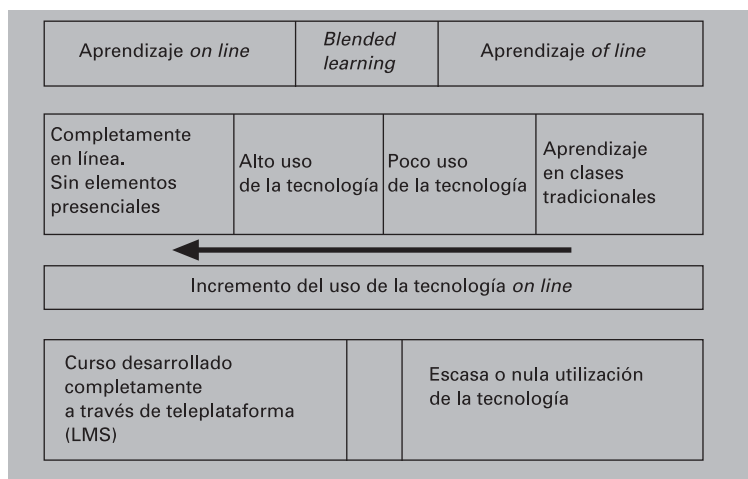 Aprendizaje on line
Blended
learning
Aprendizaje of line
Completamente
en línea.
Sin elementos
presenciales
Alto uso
de la tecnología
Poco uso
de la tecnología
Aprendizaje
en clases
tradicionales
Incremento del uso de la tecnología on line
Curso desarrollado
completamente
a través de teleplataforma
(LMS)
Escasa o nula utilización
de la tecnología